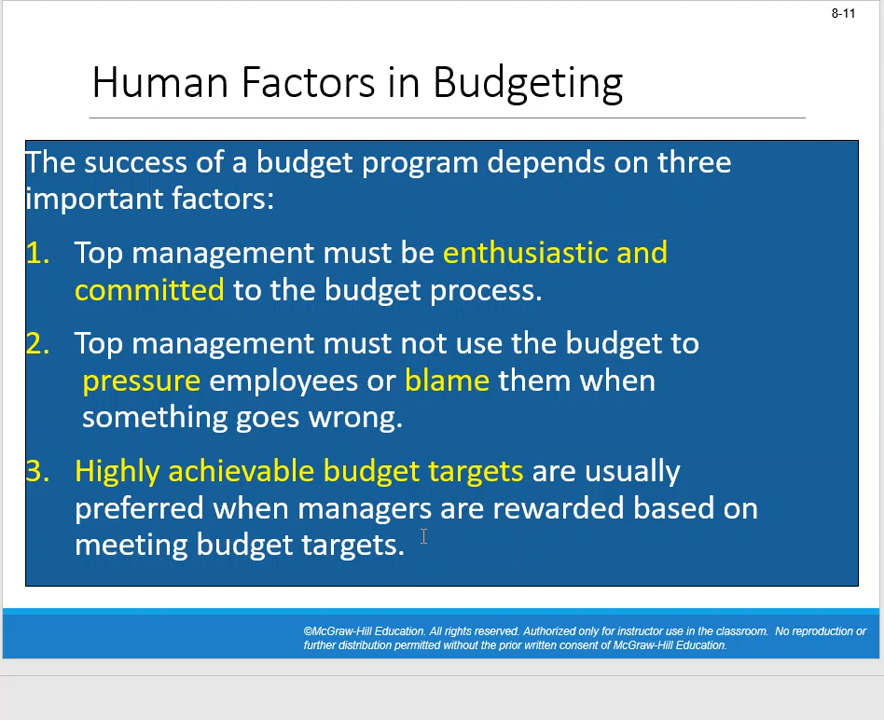 8-11
Human Factors in Budgeting
The success of a budget program depends on three
important factors:
1. Top management must be enthusiastic and
committed to the budget process.
2. Top management must not use the budget to
pressure employees or blame them when
something goes wrong.
3. Highly achievable budget targets are usually
preferred when managers are rewarded based on
meeting budget targets.
©McGraw-Hill Education. All rights reserved. Authorized only for instructor use in the classroom. No reproduction or
further distribution permitted without the prior written consent of McGraw-Hill Education.